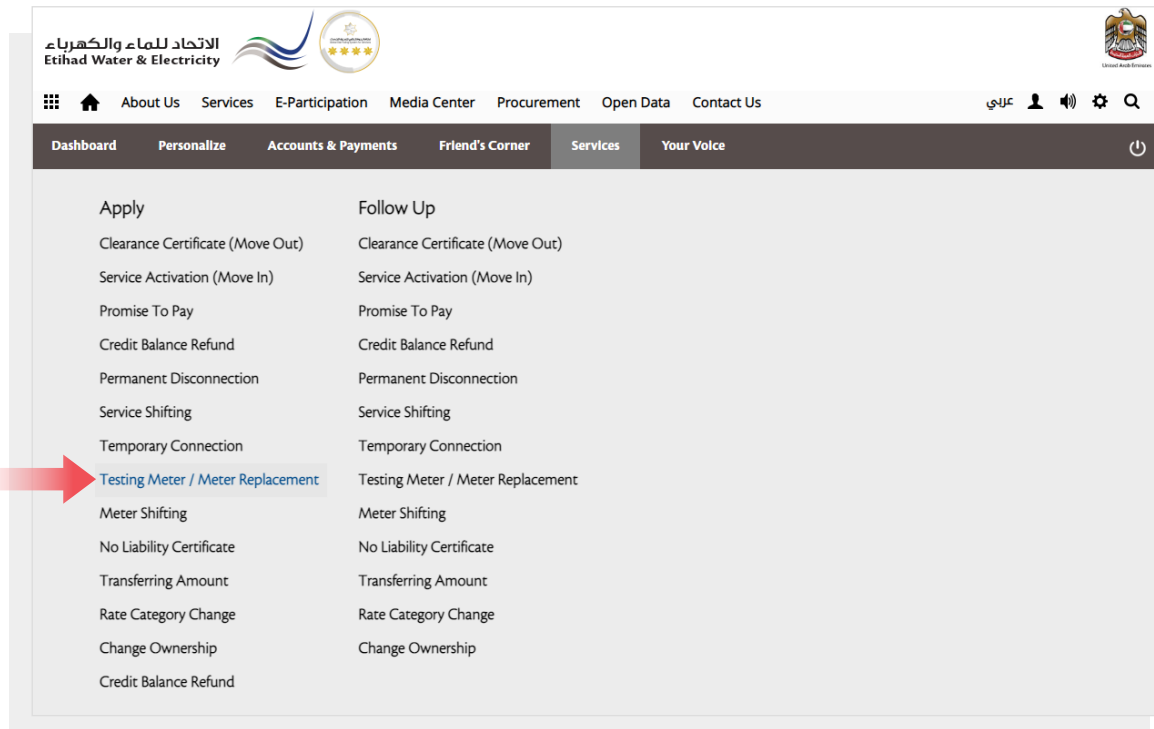 الاتحاد للماء والكهرباء
Etihad Water & Electricity
United Arab Emirates
About Us Services E-Participation Media Center Procurement Open Data Contact Us عربي
Dashboard Personalize Accounts & Payments Friend's Corner Services Your Voice
Apply
Clearance Certificate (Move Out)
Service Activation (Move In)
Promise To Pay
Credit Balance Refund
Permanent Disconnection
Service Shifting
Temporary Connection
Testing Meter / Meter Replacement
Meter Shifting
No Liability Certificate
Transferring Amount
Rate Category Change
Change Ownership
Credit Balance Refund
Follow Up
Clearance Certificate (Move Out)
Service Activation (Move In)
Promise To Pay
Credit Balance Refund
Permanent Disconnection
Service Shifting
Temporary Connection
Testing Meter / Meter Replacement
Meter Shifting
No Liability Certificate
Transferring Amount
Rate Category Change
Change Ownership